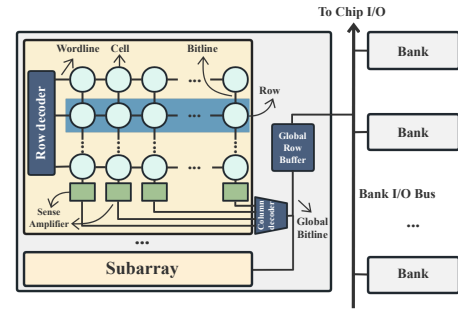 To Chip I/O
Wordline
Cell
Bitline
Bank
...
Row
Row decoder
...
Bank
Global
Row
Buffer
...
Sense
Amplifier
Column
decoder
Bank I/O Bus
Global
Bitline
...
...
Subarray
Bank